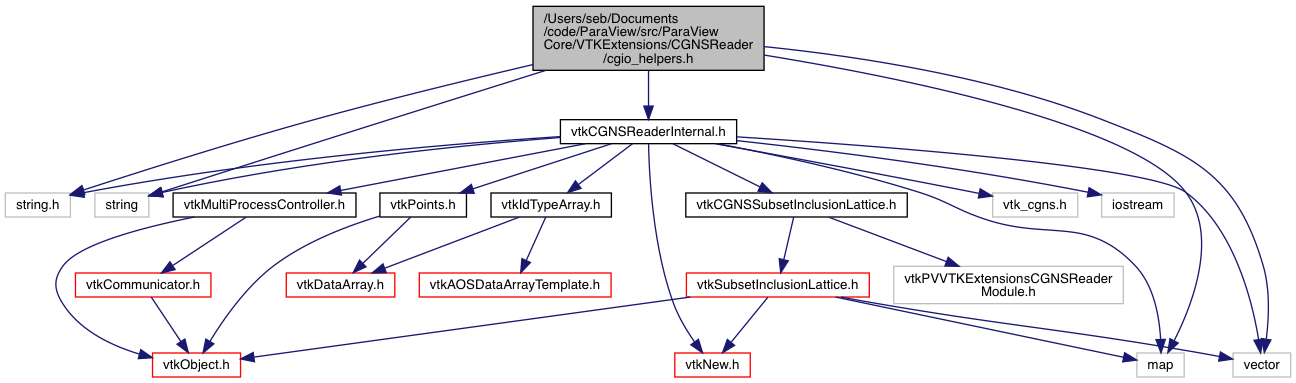 /Users/seb/Documents
/code/ParaView/src/ParaView
Core/VTKExtensions/CGNSReader
/cgio_helpers.h
vtkCGNSReaderInternal.h
string.h
string
vtkMultiProcessController.h
vtkPoints.h
vtkIdTypeArray.h
vtkCGNSSubsetInclusionLattice.h
vtk_cgns.h
iostream
vtkCommunicator.h
vtkDataArray.h
vtkAOSDataArrayTemplate.h
vtkSubsetInclusionLattice.h
vtkPVVTKExtensionsCGNSReader
Module.h
vtkObject.h
vtkNew.h
map
vector